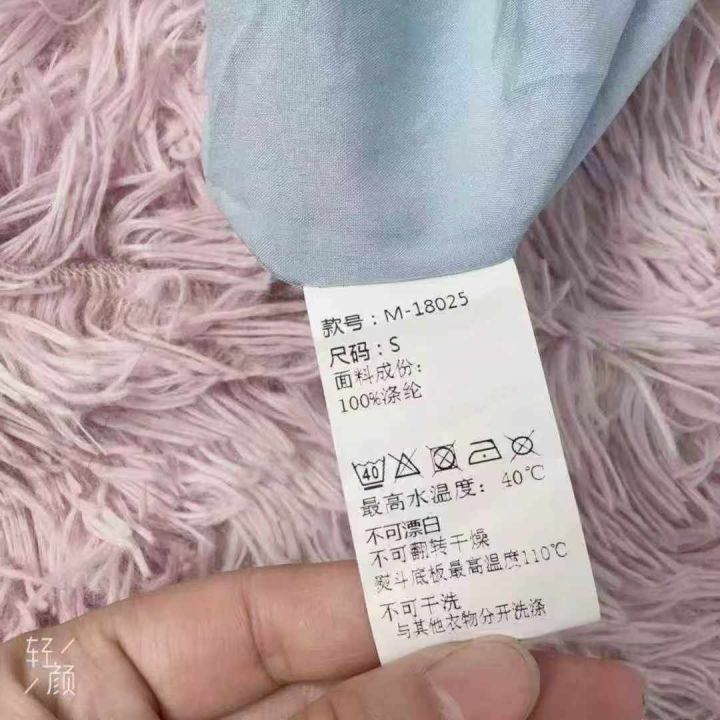 款号：M-18025
尺码：S
面料成份：
100%涤纶
40
最高水温度：40℃
不可漂白
不可翻转干燥
熨斗底板最高温度110℃
不可干洗
与其他衣物分开洗涤
轻
颜